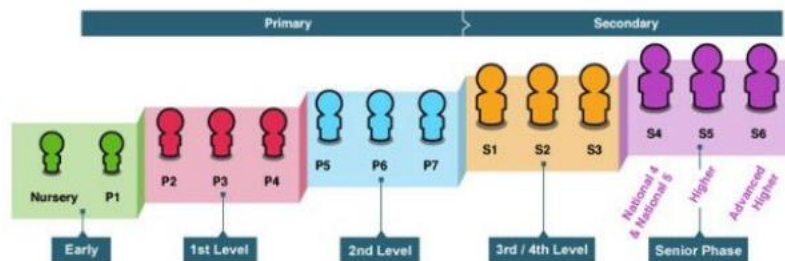 Primary
Secondary
Nursery
P1
P2
P3
P4
P5
P6
P7
S1
S2
S3
S4
S5
S6
National 4
& National 5
Higher
Advanced
Higher
Early
1st Level
2nd Level
3rd / 4th Level
Senior Phase